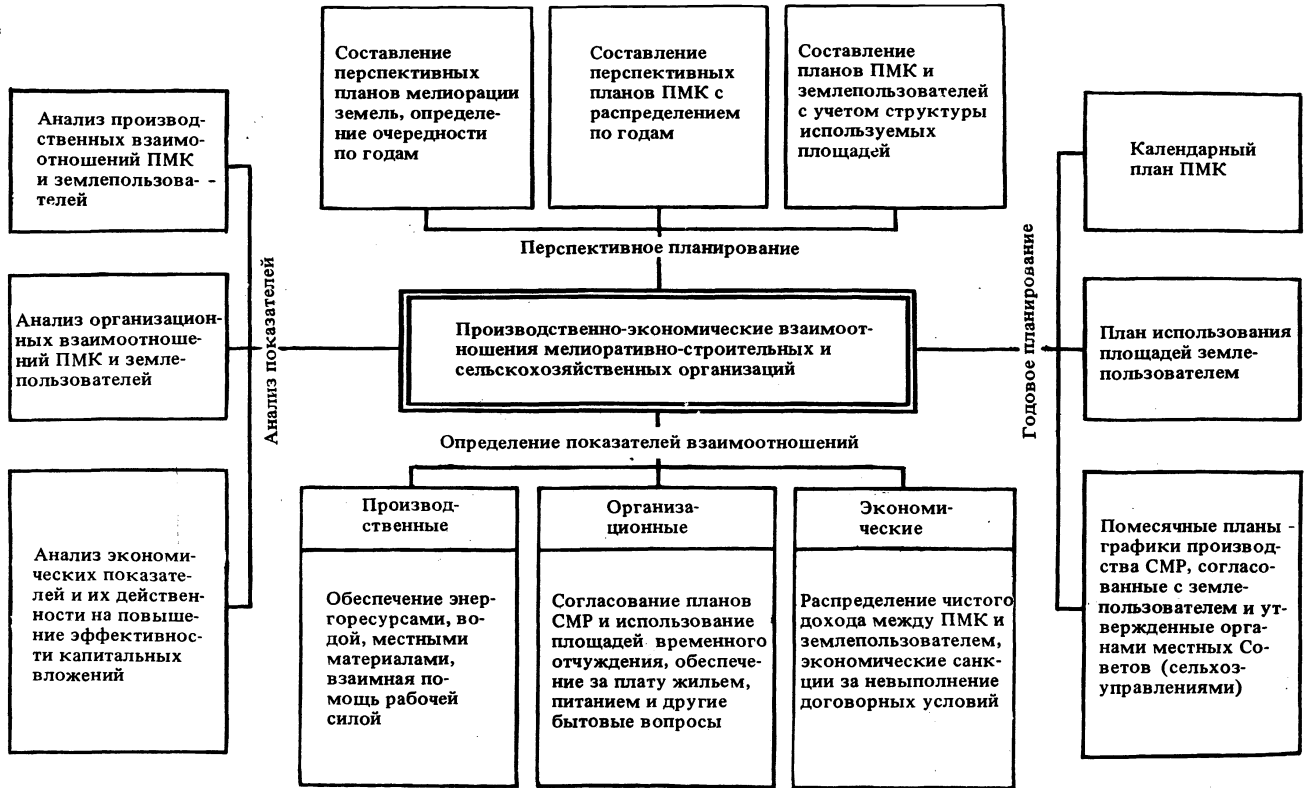 Составление
перспективных
планов мелиорации
земель, определе-
ние очередности
по годам
Составление
перспективных
планов ПМК с
распределением
по годам
Составление
планов ПМК и
землепользователей
с учетом структуры
используемых
площадей
Анализ производ-
ственных взаимо-
отношений ПМК
и землепользова- -
телей
Анализ организацион-
ных взаимоотноше-
ний ПМК и земле-
пользователей
Анализ экономи-
ческих показате-
лей и их действен-
ности на повыше-
ние эффективнос-
ти капитальных
вложений
Анализ показателей
Перспективное планирование
Производственно-экономические взаимоот-
ношения мелиоративно-строительных и
сельскохозяйственных организаций
Определение показателей взаимоотношений
Производ-
ственные
Обеспечение энер-
горесурсами, во-
дой, местными
материалами,
взаимная по-
мощь рабочей
силой
Организа-
ционные
Согласование планов
СМР и использование
площадей временного
отчуждения, обеспече-
ние за плату жильем,
питанием и другие
бытовые вопросы
Экономи-
ческие
Распределение чистого
дохода между ПМК и
землепользователем,
экономические санк-
ции за невыполнение
договорных условий
Годовое планирование
Календарный
план ПМК
План использования
площадей земле-
пользователем
Помесячные планы -
графики производ-
ства СМР, согласо-
ванные с земле-
пользователем и ут-
вержденные орга-
нами местных Со-
ветов (сельхоз-
управлениями)